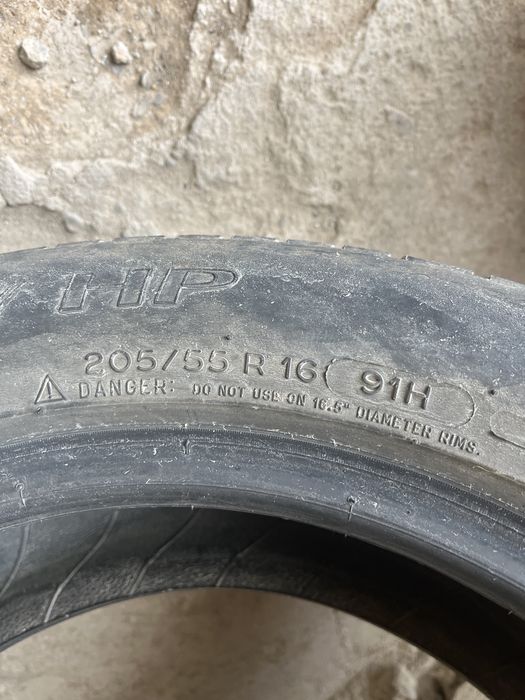 HP
205/55 R 16 91H
⚠ DANGER: DO NOT USE ON 16.5" DIAMETER RIMS.